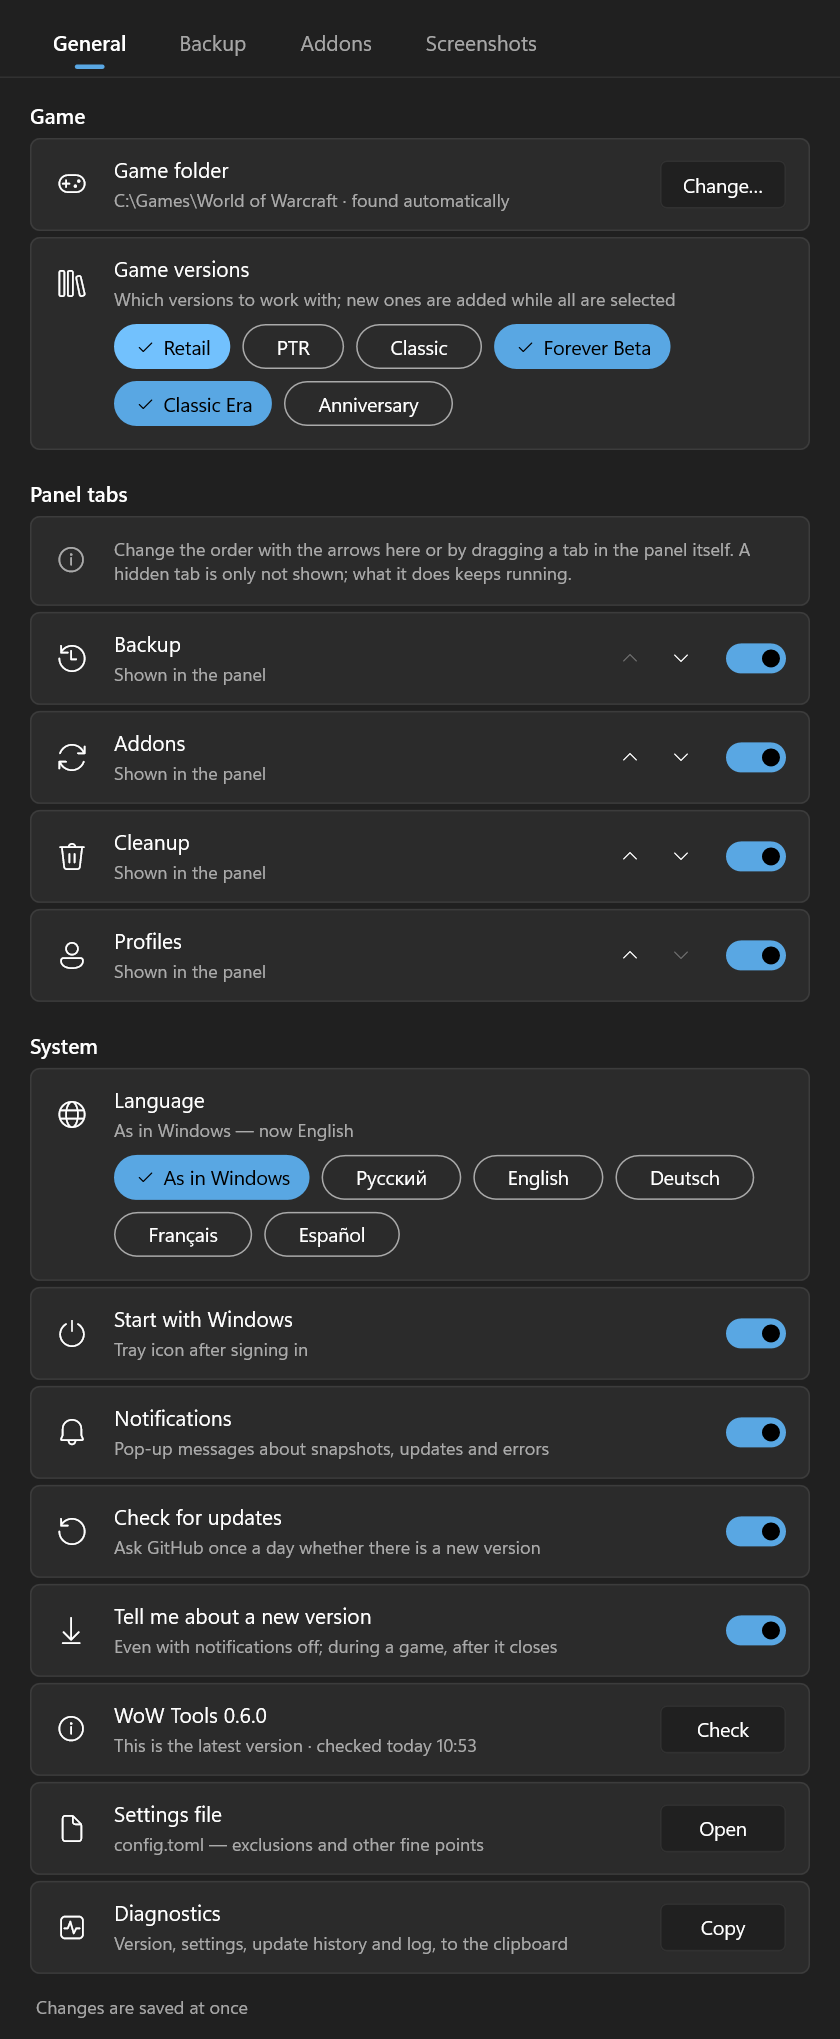 General Backup Addons Screenshots
Game
Game folder
C:\Games\World of Warcraft · found automatically
Change...
Game versions
Which versions to work with; new ones are added while all are selected
Retail PTR Classic Forever Beta
Classic Era Anniversary
Panel tabs
Change the order with the arrows here or by dragging a tab in the panel itself. A
hidden tab is only not shown; what it does keeps running.
Backup
Shown in the panel
Addons
Shown in the panel
Cleanup
Shown in the panel
Profiles
Shown in the panel
System
Language
As in Windows — now English
As in Windows Русский English Deutsch
Français Español
Start with Windows
Tray icon after signing in
Notifications
Pop-up messages about snapshots, updates and errors
Check for updates
Ask GitHub once a day whether there is a new version
Tell me about a new version
Even with notifications off; during a game, after it closes
WoW Tools 0.6.0
This is the latest version · checked today 10:53
Check
Settings file
config.toml — exclusions and other fine points
Open
Diagnostics
Version, settings, update history and log, to the clipboard
Copy
Changes are saved at once